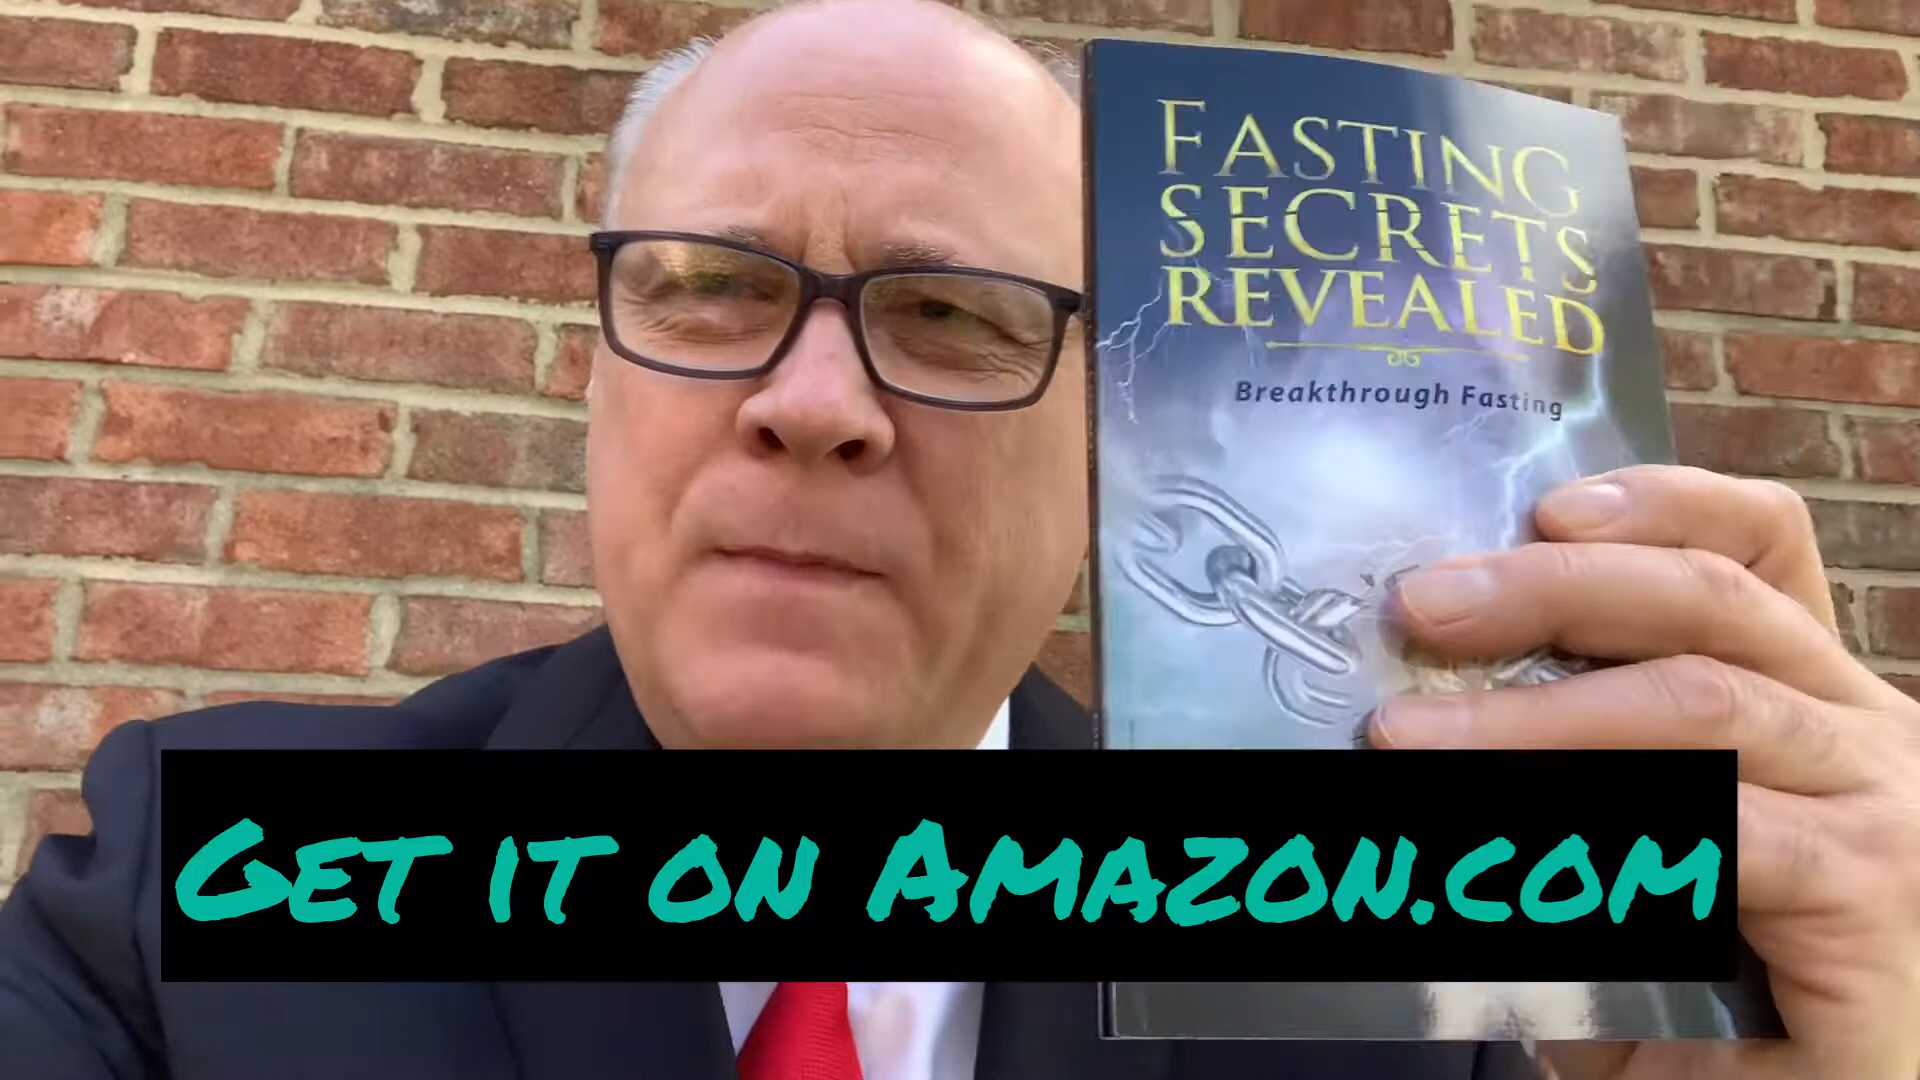 FASTING
SECRETS
REVEALED
Breakthrough Fasting
GET IT ON AMAZON.COM